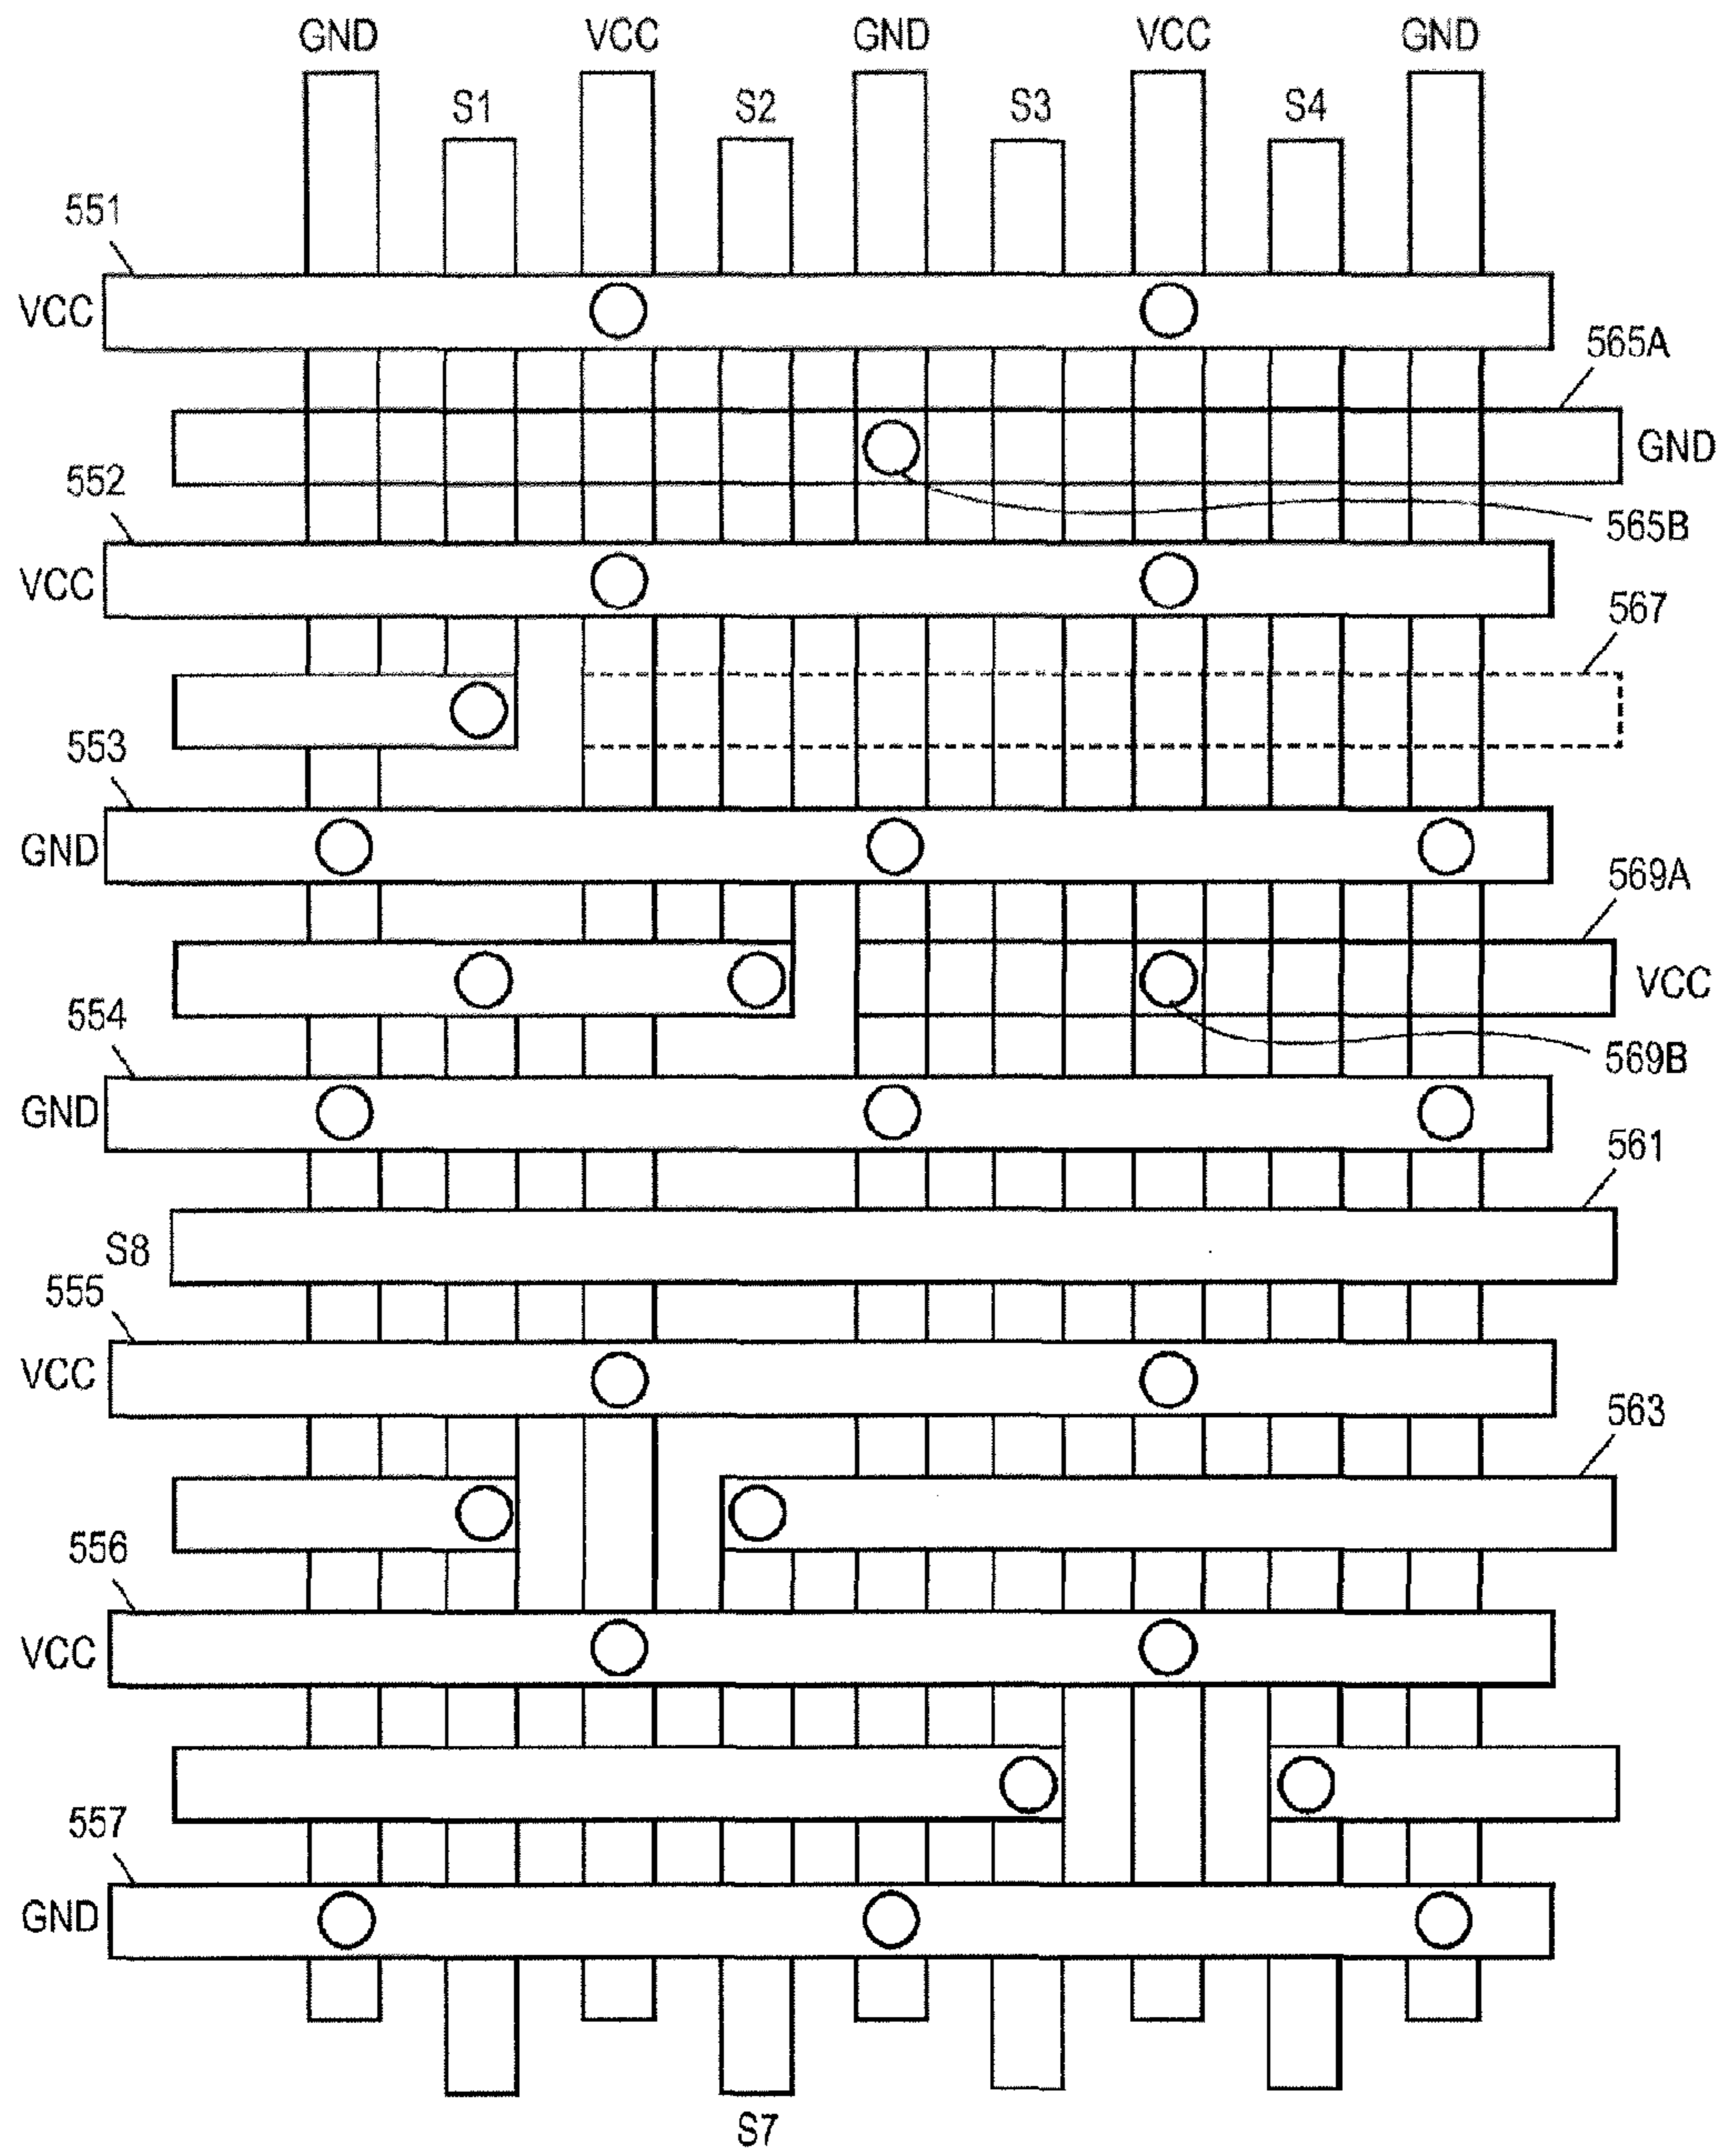 GND VCC GND VCC GND
S1 S2 S3 S4
551
VCC
565A
GND
552
565B
VCC
567
553
GND
569A
VCC
554
569B
GND
561
S8
555
VCC
563
556
VCC
557
GND
S7